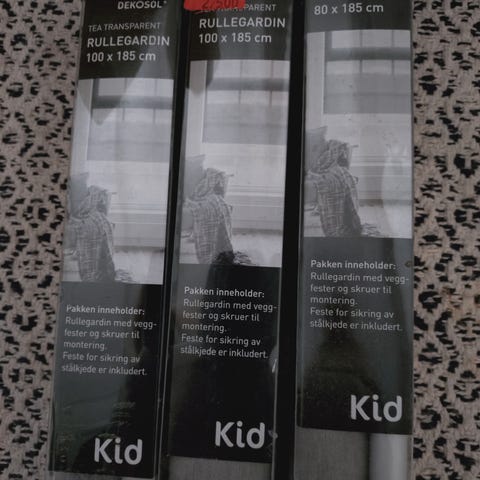 DEKOSOL®
TEA TRANSPARENT
RULLEGARDIN
100 x 185 cm
Pakken inneholder:
Rullegardin med vegg-
fester og skruer til
montering.
Feste for sikring av
stålkjede er inkludert.
Kid
RULLEGARDIN
100 x 185 cm
Pakken inneholder:
Rullegardin med vegg-
fester og skruer til
montering.
Feste for sikring av
stålkjede er inkludert.
Kid
80 x 185 cm
Pakken inneholder:
Rullegardin med vegg-
fester og skruer til
montering.
Feste for sikring av
stålkjede er inkludert.
Kid